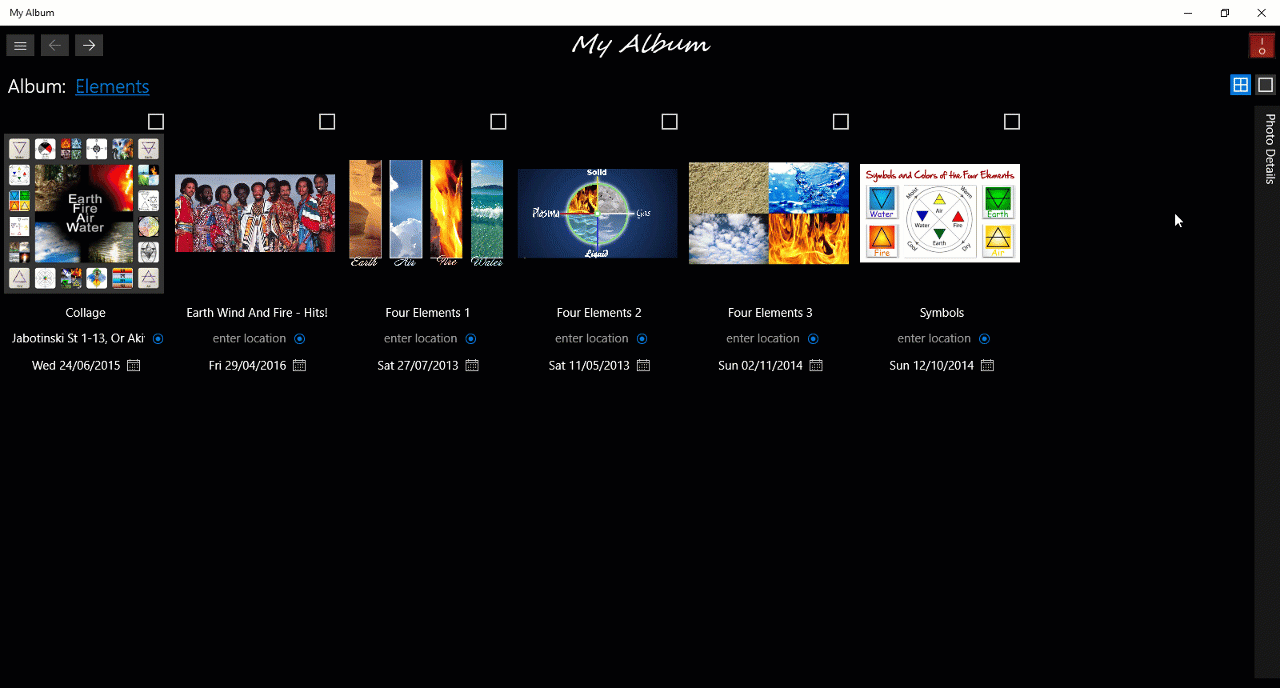 My Album
My Album
Album: Elements
Photo Details
Earth
Fire
Air
Water
Earth Air Fire Water
Solid
Plasma Gas
Liquid
Symbols and Colors of the Four Elements
Water
Earth
Fire
Air
Air
Water Fire
Earth
Moist
Warm
Cool
Dry
Collage
Earth Wind And Fire - Hits!
Four Elements 1
Four Elements 2
Four Elements 3
Symbols
Jabotinski St 1-13, Or Aki
enter location
enter location
enter location
enter location
enter location
Wed 24/06/2015
Fri 29/04/2016
Sat 27/07/2013
Sat 11/05/2013
Sun 02/11/2014
Sun 12/10/2014